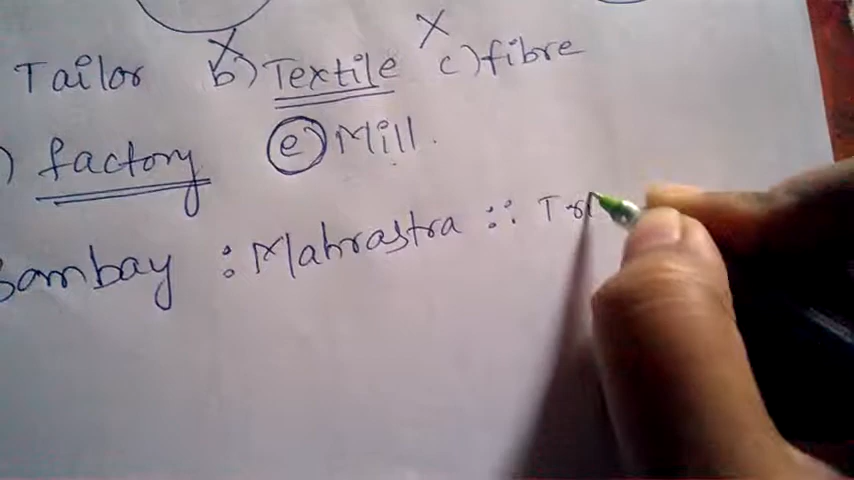 Tailor b) Textile c) fibre
) factory e Mill.
Bombay : Mahrastra ::